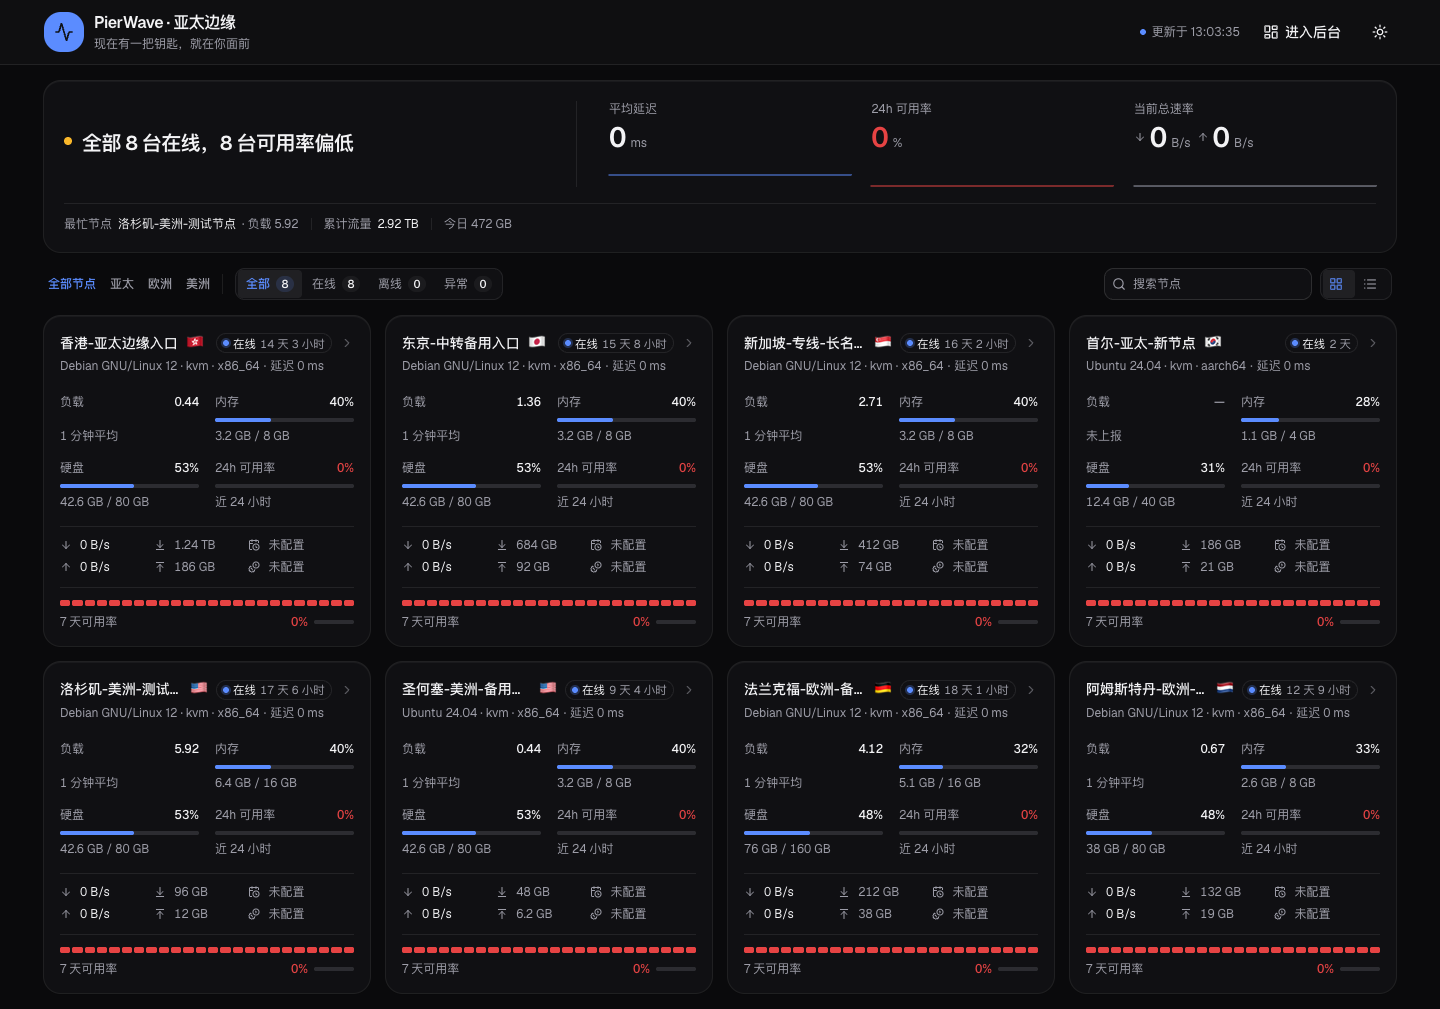 PierWave · 亚太边缘
现在有一把钥匙，就在你面前
更新于 13:03:35
进入后台
全部 8 台在线，8 台可用率偏低
平均延迟
0 ms
24h 可用率
0 %
当前总速率
0 B/s 0 B/s
最忙节点 洛杉矶-美洲-测试节点 · 负载 5.92 累计流量 2.92 TB 今日 472 GB
全部节点 亚太 欧洲 美洲 全部 8 在线 8 离线 0 异常 0
搜索节点
香港-亚太边缘入口 在线 14 天 3 小时
Debian GNU/Linux 12 · kvm · x86_64 · 延迟 0 ms
负载 0.44 内存 40%
1 分钟平均 3.2 GB / 8 GB
硬盘 53% 24h 可用率 0%
42.6 GB / 80 GB 近 24 小时
0 B/s 1.24 TB 未配置
0 B/s 186 GB 未配置
7 天可用率 0%
东京-中转备用入口 在线 15 天 8 小时
Debian GNU/Linux 12 · kvm · x86_64 · 延迟 0 ms
负载 1.36 内存 40%
1 分钟平均 3.2 GB / 8 GB
硬盘 53% 24h 可用率 0%
42.6 GB / 80 GB 近 24 小时
0 B/s 684 GB 未配置
0 B/s 92 GB 未配置
7 天可用率 0%
新加坡-专线-长名... 在线 16 天 2 小时
Debian GNU/Linux 12 · kvm · x86_64 · 延迟 0 ms
负载 2.71 内存 40%
1 分钟平均 3.2 GB / 8 GB
硬盘 53% 24h 可用率 0%
42.6 GB / 80 GB 近 24 小时
0 B/s 412 GB 未配置
0 B/s 74 GB 未配置
7 天可用率 0%
首尔-亚太-新节点 在线 2 天
Ubuntu 24.04 · kvm · aarch64 · 延迟 0 ms
负载 — 内存 28%
未上报 1.1 GB / 4 GB
硬盘 31% 24h 可用率 0%
12.4 GB / 40 GB 近 24 小时
0 B/s 186 GB 未配置
0 B/s 21 GB 未配置
7 天可用率 0%
洛杉矶-美洲-测试... 在线 17 天 6 小时
Debian GNU/Linux 12 · kvm · x86_64 · 延迟 0 ms
负载 5.92 内存 40%
1 分钟平均 6.4 GB / 16 GB
硬盘 53% 24h 可用率 0%
42.6 GB / 80 GB 近 24 小时
0 B/s 96 GB 未配置
0 B/s 12 GB 未配置
7 天可用率 0%
圣何塞-美洲-备用... 在线 9 天 4 小时
Ubuntu 24.04 · kvm · x86_64 · 延迟 0 ms
负载 0.44 内存 40%
1 分钟平均 3.2 GB / 8 GB
硬盘 53% 24h 可用率 0%
42.6 GB / 80 GB 近 24 小时
0 B/s 48 GB 未配置
0 B/s 6.2 GB 未配置
7 天可用率 0%
法兰克福-欧洲-备... 在线 18 天 1 小时
Debian GNU/Linux 12 · kvm · x86_64 · 延迟 0 ms
负载 4.12 内存 32%
1 分钟平均 5.1 GB / 16 GB
硬盘 48% 24h 可用率 0%
76 GB / 160 GB 近 24 小时
0 B/s 212 GB 未配置
0 B/s 38 GB 未配置
7 天可用率 0%
阿姆斯特丹-欧洲-... 在线 12 天 9 小时
Debian GNU/Linux 12 · kvm · x86_64 · 延迟 0 ms
负载 0.67 内存 33%
1 分钟平均 2.6 GB / 8 GB
硬盘 48% 24h 可用率 0%
38 GB / 80 GB 近 24 小时
0 B/s 132 GB 未配置
0 B/s 19 GB 未配置
7 天可用率 0%